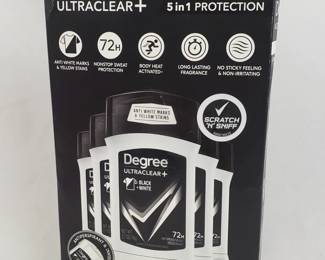 ULTRACLEAR+
5 in 1 PROTECTION
72H
ANTI WHITE MARKS
& YELLOW STAINS
NONSTOP SWEAT
PROTECTION
BODY HEAT
ACTIVATED
LONG LASTING
FRAGRANCE
NO STICKY FEELING
& NON-IRRITATING
ANTI WHITE MARKS
& YELLOW STAINS
SCRATCH
'N' SNIFF
Degree
ULTRACLEAR+
BLACK
+ WHITE
72H
ANTIPERSPIRANT